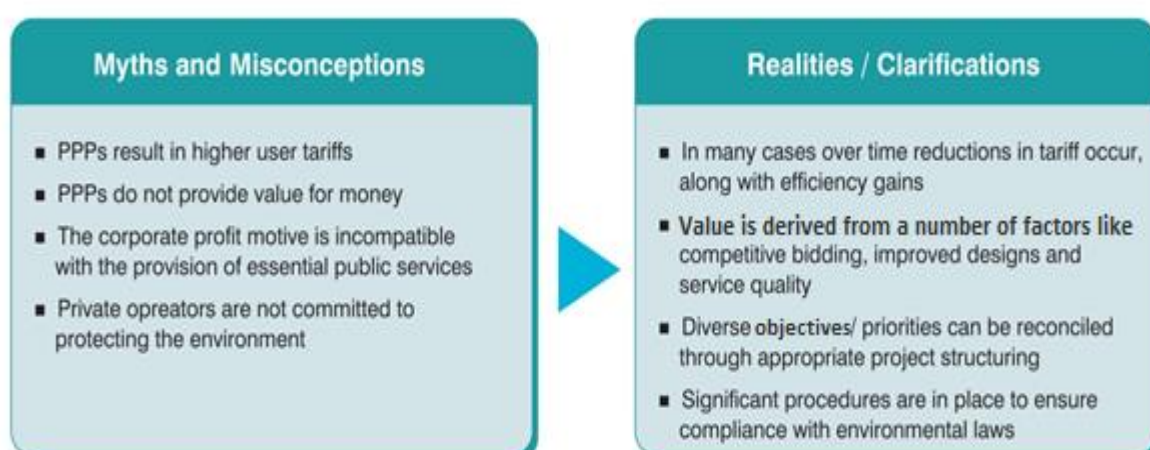 Myths and Misconceptions
▪ PPPs result in higher user tariffs
▪ PPPs do not provide value for money
▪ The corporate profit motive is incompatible
with the provision of essential public services
▪ Private opreators are not committed to
protecting the environment
Realities / Clarifications
▪ In many cases over time reductions in tariff occur,
along with efficiency gains
▪ Value is derived from a number of factors like
competitive bidding, improved designs and
service quality
▪ Diverse objectives/ priorities can be reconciled
through appropriate project structuring
▪ Significant procedures are in place to ensure
compliance with environmental laws